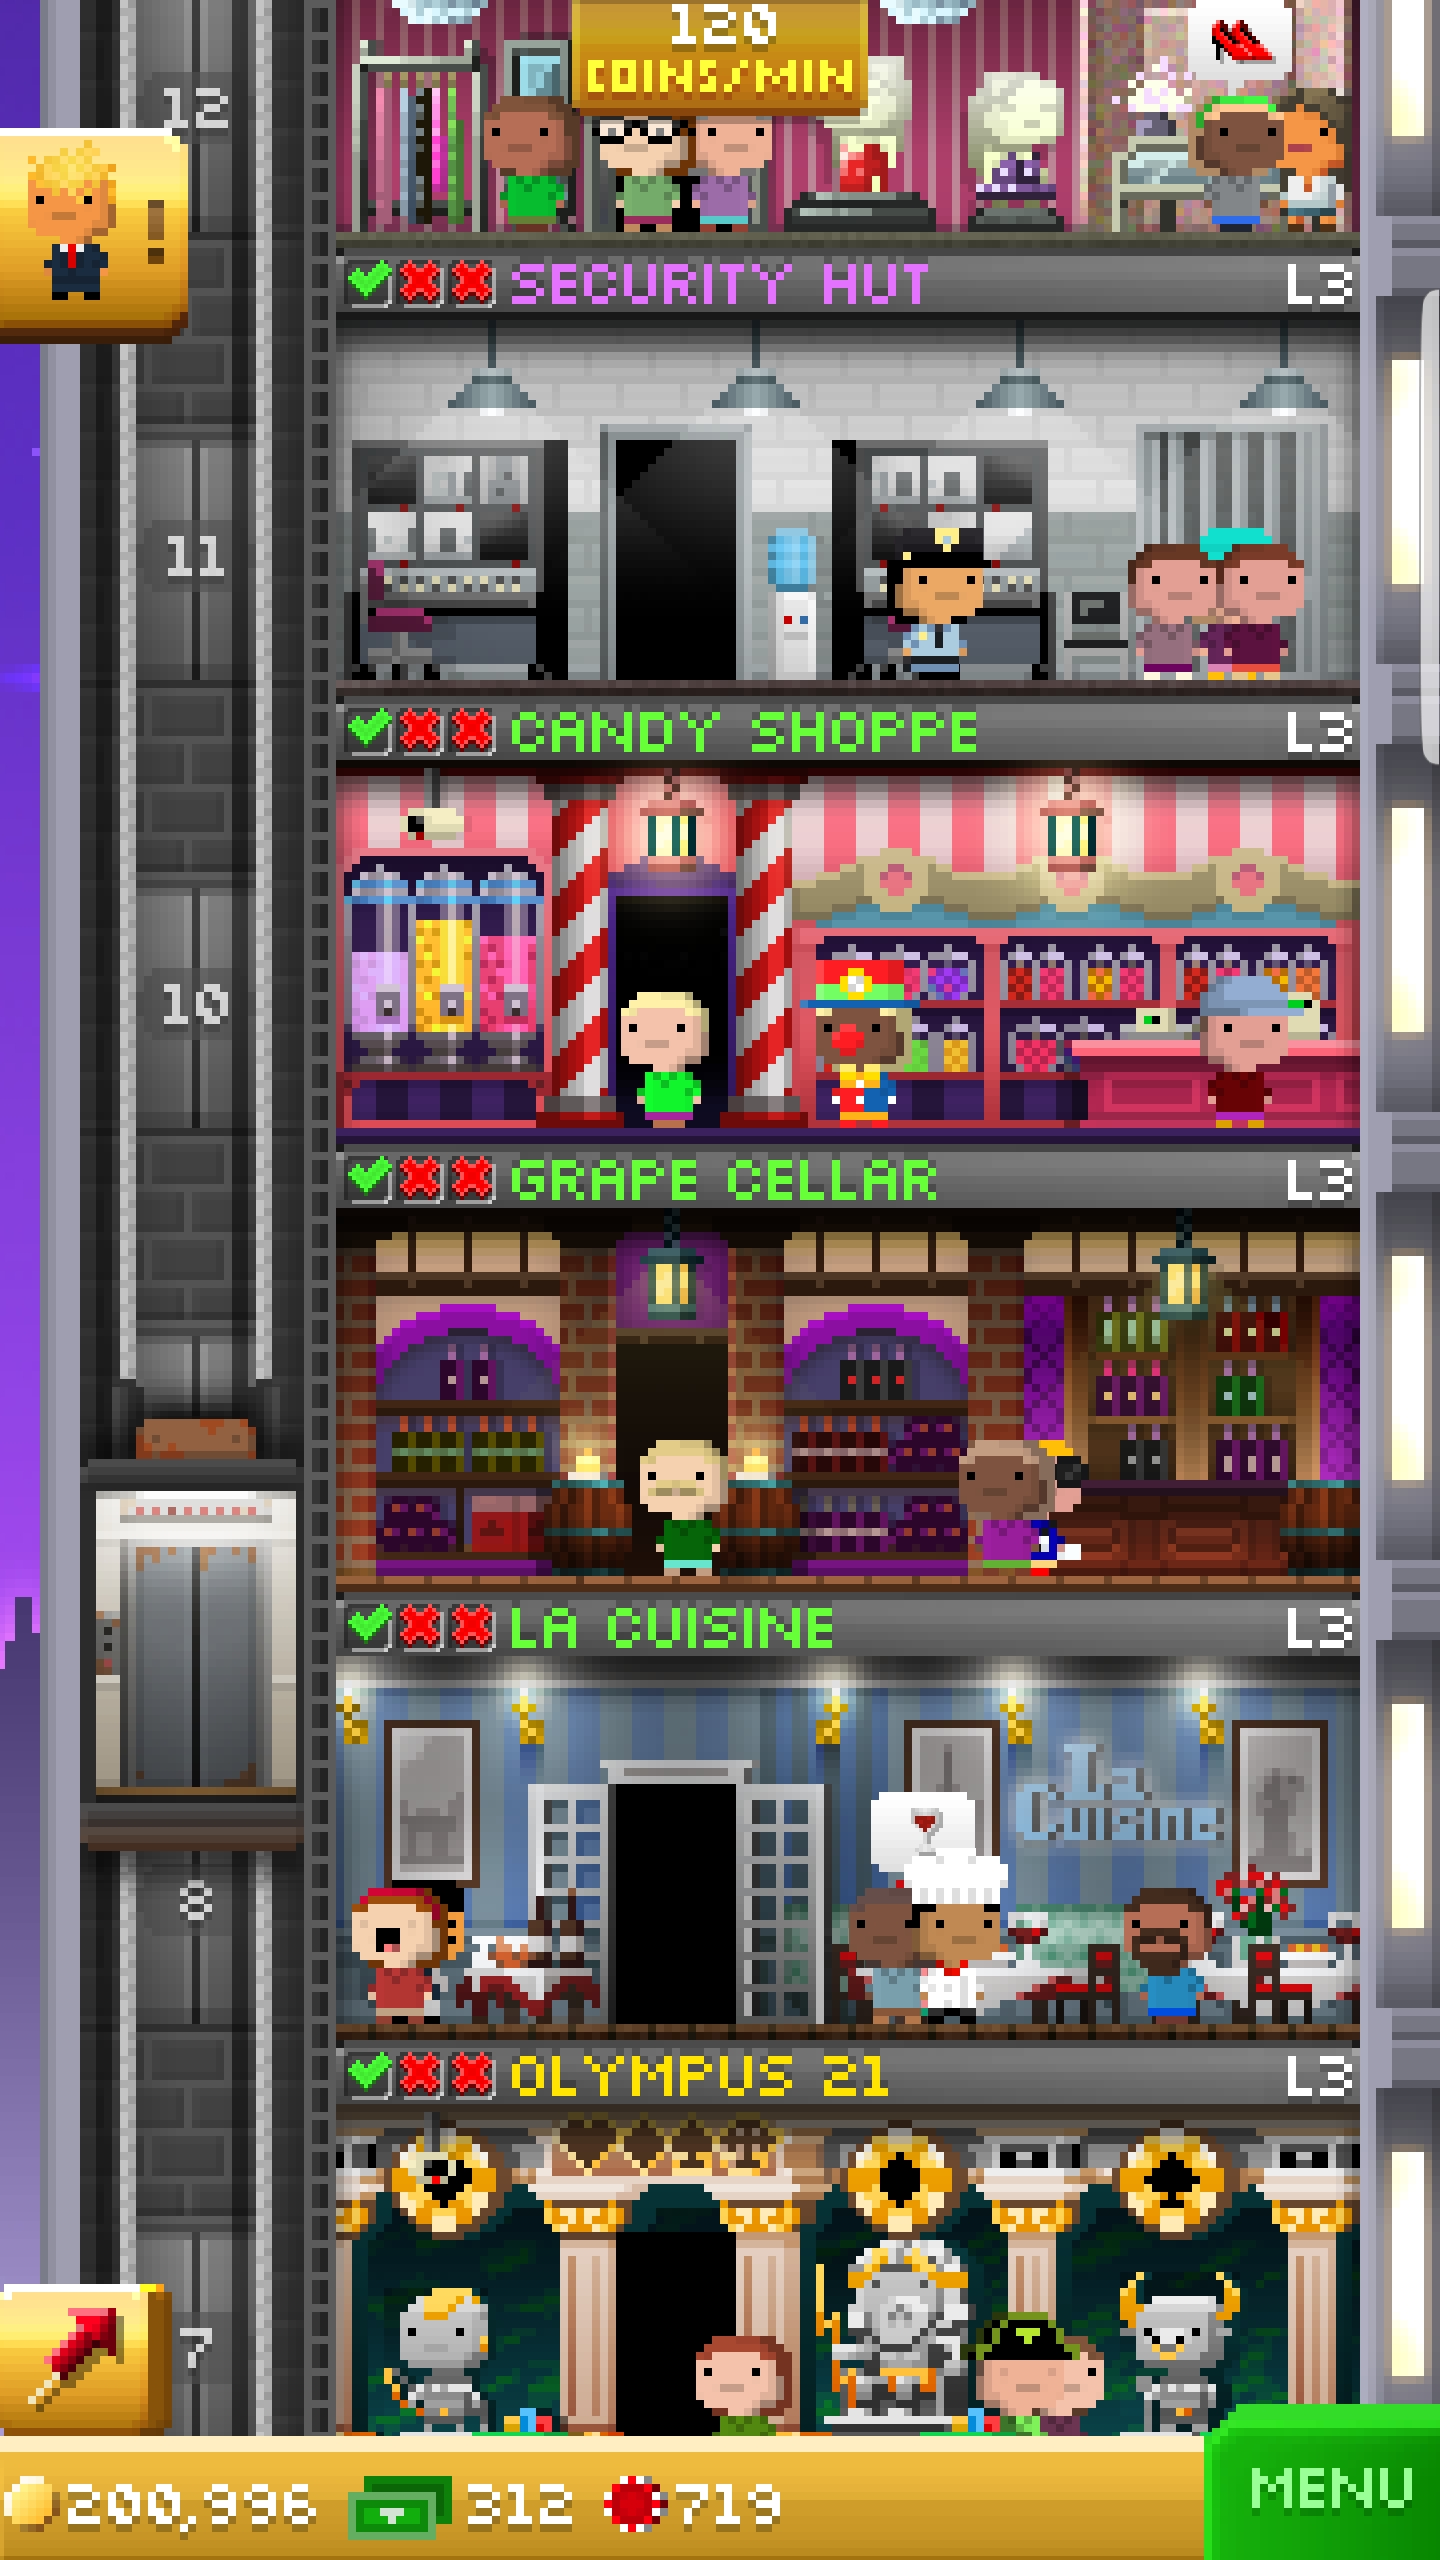 120
COINS/MIN
12
!
SECURITY HUT L3
11
CANDY SHOPPE L3
10
GRAPE CELLAR L3
LA CUISINE L3
La
Cuisine
8
OLYMPUS 21 L3
7
200,996 312 719
MENU